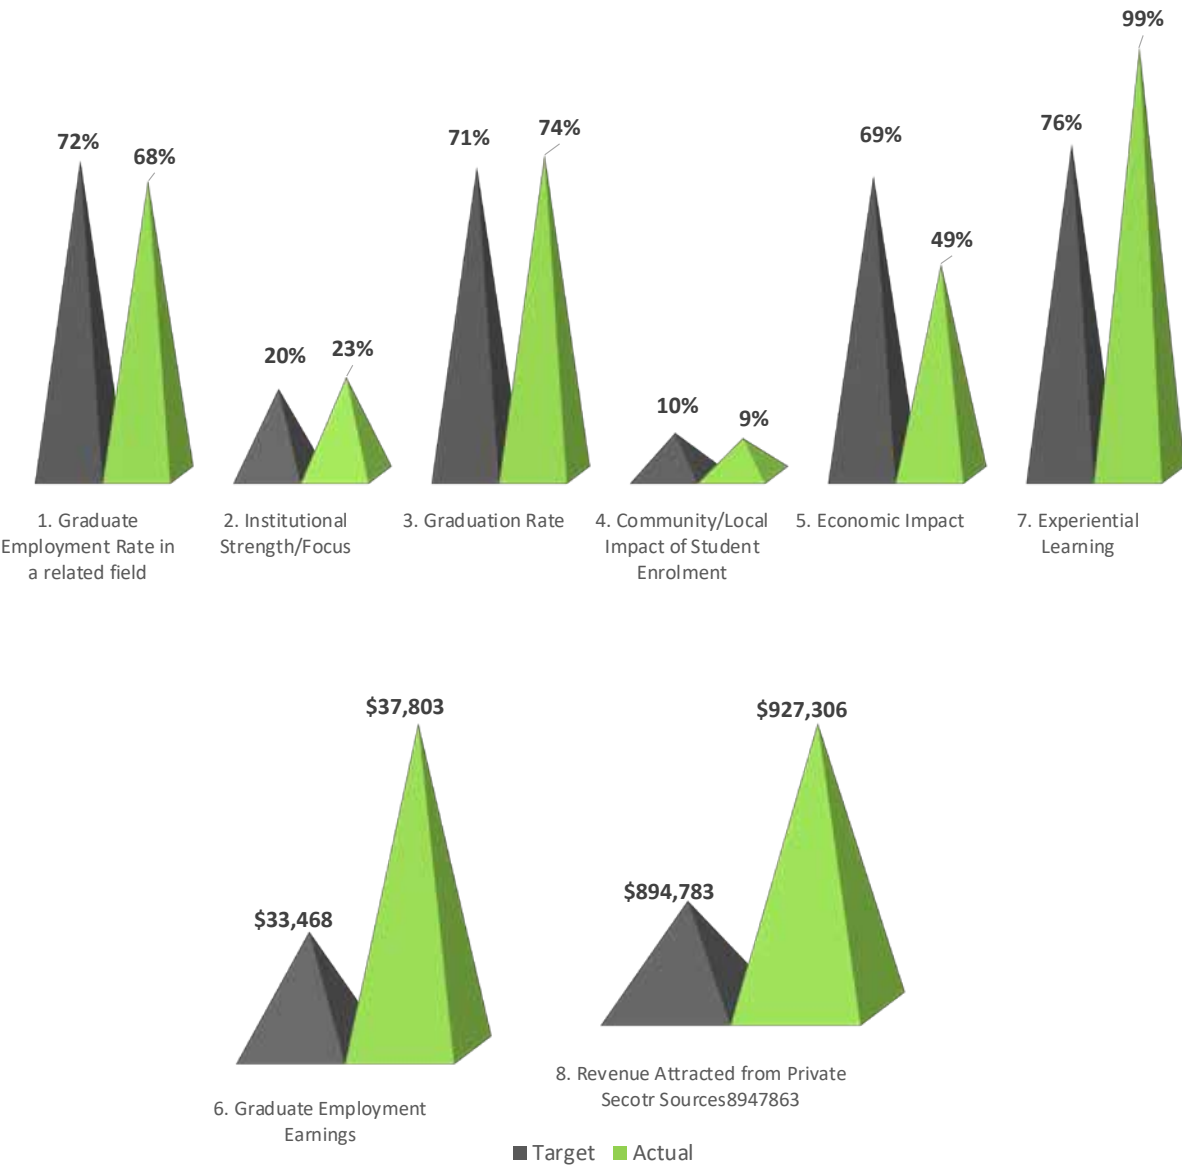 99%
72%
68%
71%
74%
69%
76%
49%
20%
23%
10%
9%
1. Graduate
Employment Rate in
a related field
2. Institutional
Strength/Focus
3. Graduation Rate
4. Community/Local
Impact of Student
Enrolment
5. Economic Impact
7. Experiential
Learning
$37,803
$33,468
6. Graduate Employment
Earnings
$927,306
$894,783
8. Revenue Attracted from Private
Secotr Sources8947863
Target
Actual